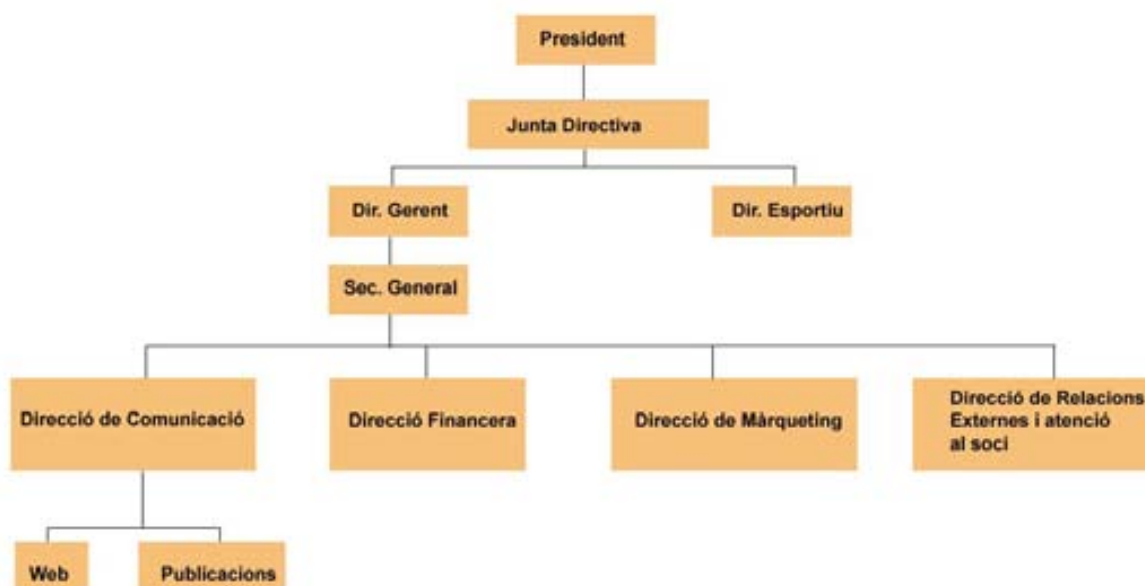 President
Junta Directiva
Dir. Gerent
Dir. Esportiu
Sec. General
Direcció de Comunicació
Direcció Financera
Direcció de Màrqueting
Direcció de Relacions
Externes i atenció
al soci
Web
Publicacions